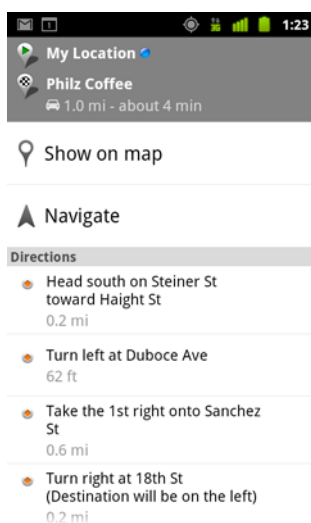 1
3G
1:23
My Location
Philz Coffee
1.0 mi - about 4 min
Show on map
Navigate
Directions
Head south on Steiner St
toward Haight St
0.2 mi
Turn left at Duboce Ave
62 ft
Take the 1st right onto Sanchez
St
0.6 mi
Turn right at 18th St
(Destination will be on the left)
0.2 mi